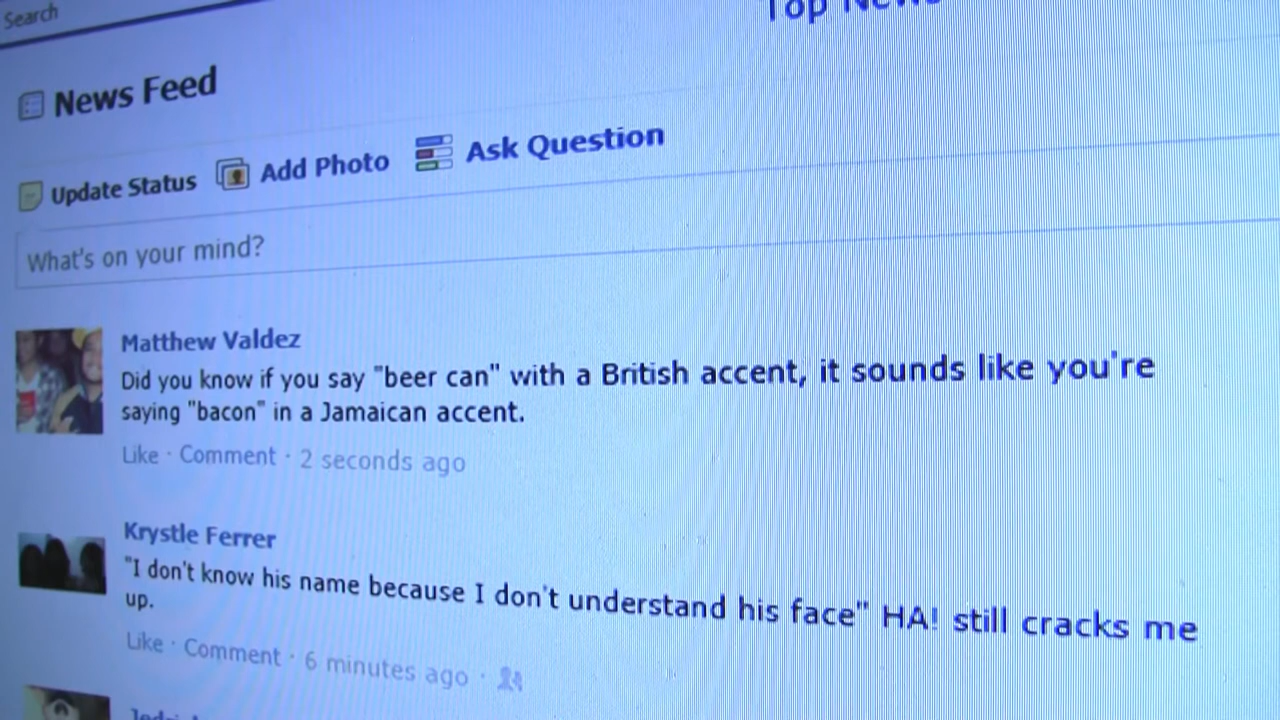 Search
Top News
News Feed
Update Status Add Photo Ask Question
What's on your mind?
Matthew Valdez
Did you know if you say "beer can" with a British accent, it sounds like you're
saying "bacon" in a Jamaican accent.
Like · Comment · 2 seconds ago
Krystle Ferrer
"I don't know his name because I don't understand his face" HA! still cracks me
up.
Like · Comment · 6 minutes ago ·